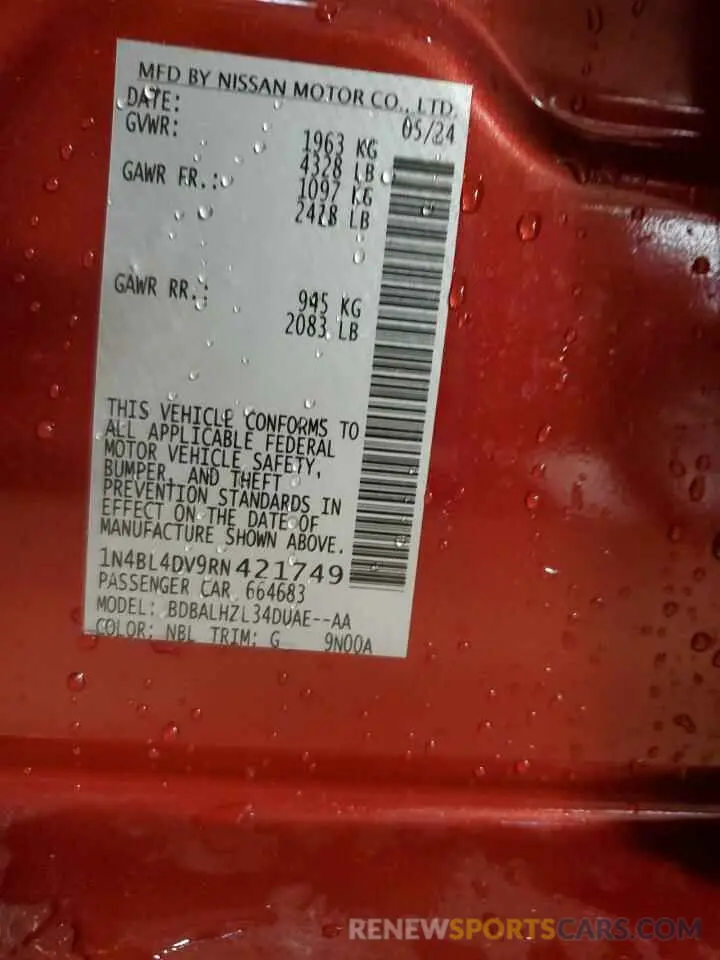 MFD BY NISSAN MOTOR CO., LTD.
DATE: 05/24
GVWR: 1963 KG
4328 LB
GAWR FR.: 1097 KG
2418 LB
GAWR RR.: 945 KG
2083 LB
THIS VEHICLE CONFORMS TO
ALL APPLICABLE FEDERAL
MOTOR VEHICLE SAFETY,
BUMPER, AND THEFT
PREVENTION STANDARDS IN
EFFECT ON THE DATE OF
MANUFACTURE SHOWN ABOVE.
1N4BL4DV9RN421749
PASSENGER CAR 664683
MODEL: BDBALHZL34DUAE--AA
COLOR: NBL TRIM: G 9N00A
RENEWSPORTSCARS.COM